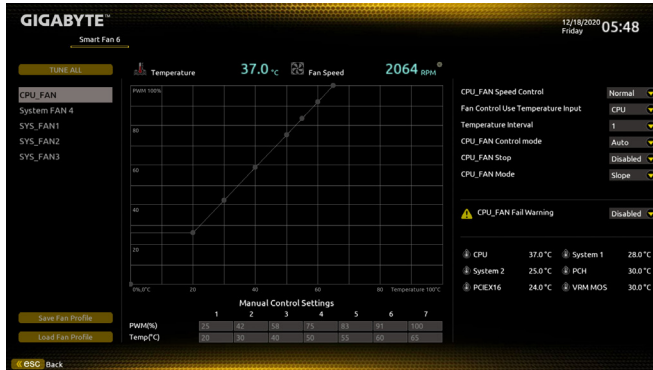 GIGABYTE™
12/18/2020
Friday
05:48
Smart Fan 6
TUNE ALL
Temperature 37.0 °C Fan Speed 2064 RPM
CPU_FAN
System FAN 4
SYS_FAN1
SYS_FAN2
SYS_FAN3
PWM 100%
80
60
40
20
0%,0°C 20 40 60 80 Temperature 100°C
CPU_FAN Speed Control Normal
Fan Control Use Temperature Input CPU
Temperature Interval 1
CPU_FAN Control mode Auto
CPU_FAN Stop Disabled
CPU_FAN Mode Slope
CPU_FAN Fail Warning Disabled
CPU 37.0°C System 1 28.0°C
System 2 25.0°C PCH 30.0°C
PCIEX16 24.0°C VRM MOS 30.0°C
Manual Control Settings
1 2 3 4 5 6 7
PWM(%) 25 42 58 75 83 91 100
Temp(°C) 20 30 40 50 55 60 65
Save Fan Profile
Load Fan Profile
esc Back